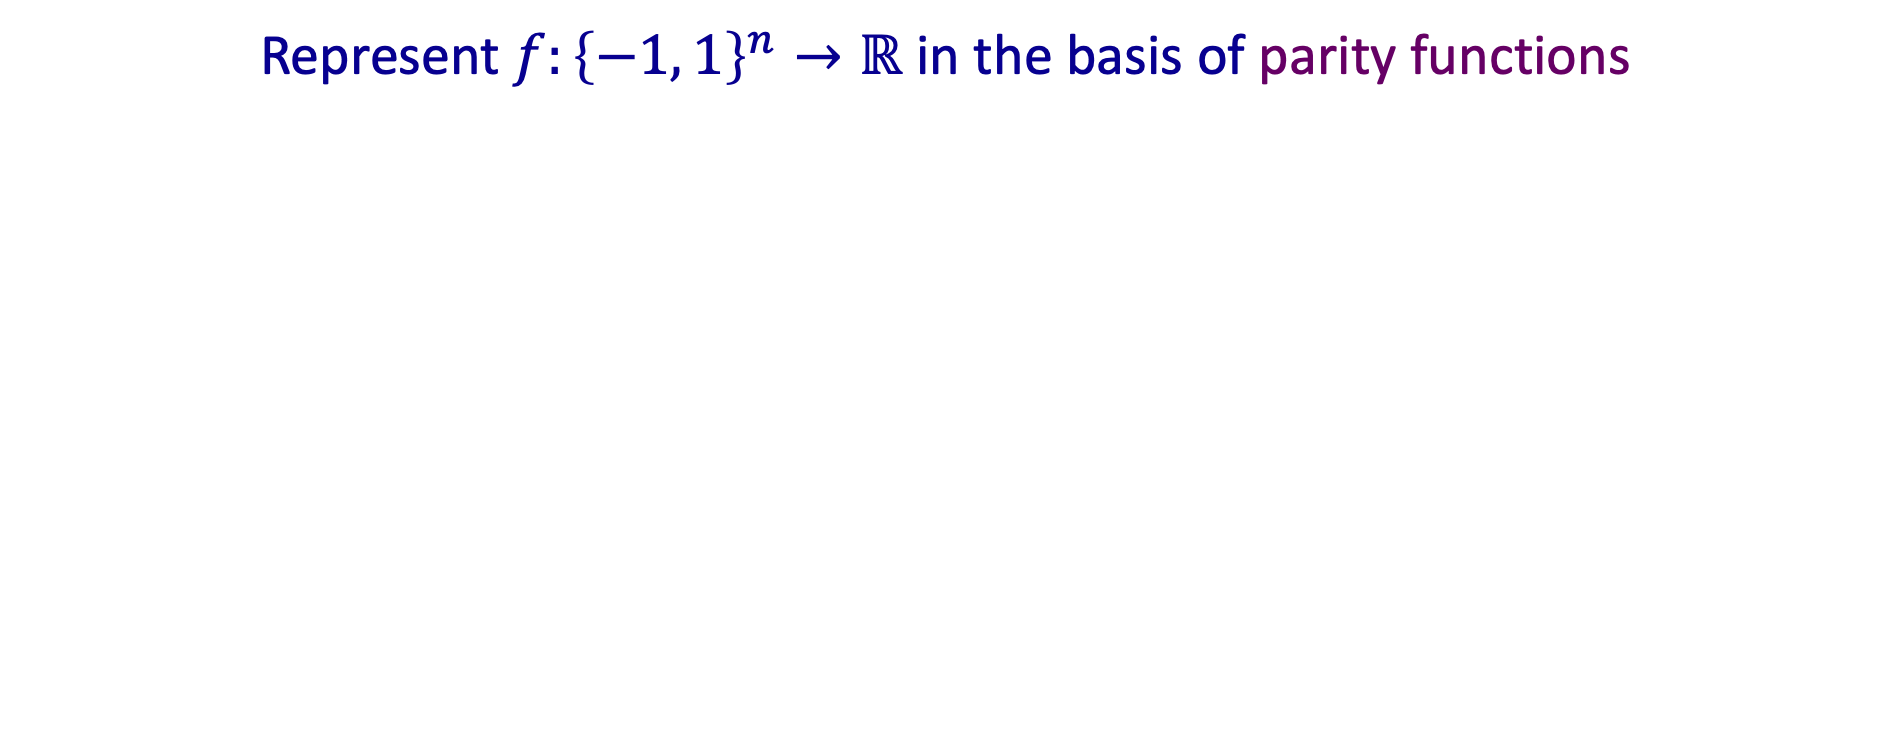 Represent 𝑓: {−1, 1}ⁿ → ℝ in the basis of parity functions